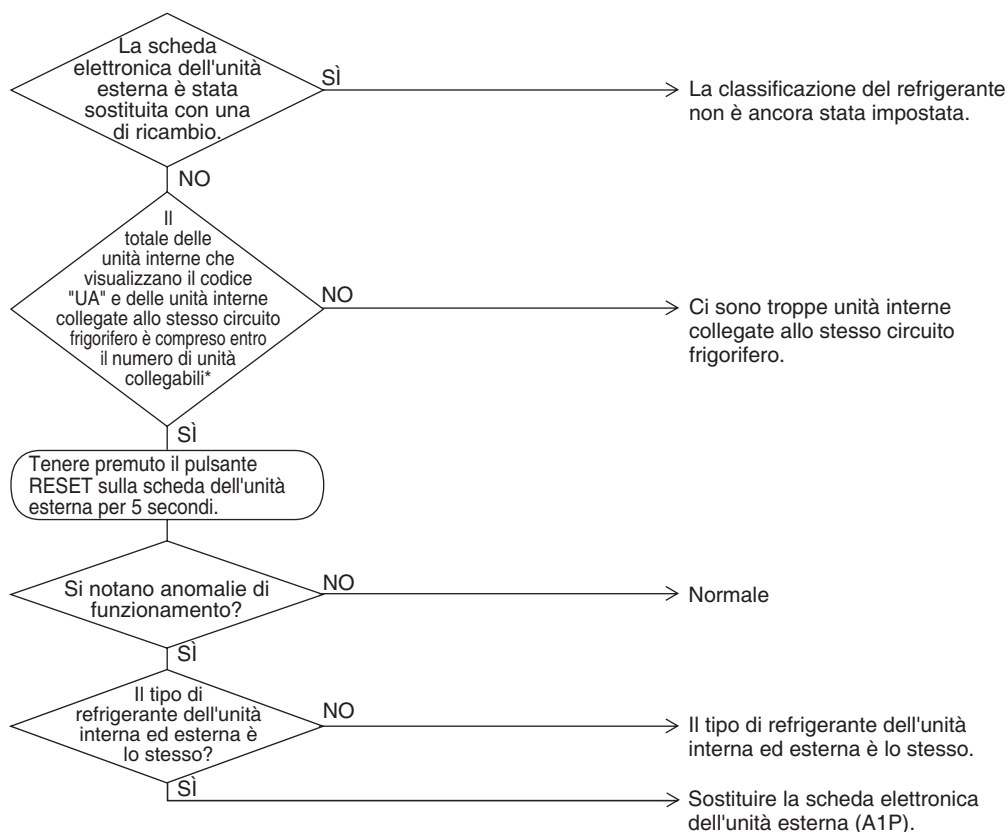 La scheda
elettronica dell'unità
esterna è stata
sostituita con una
di ricambio.
SÌ
La classificazione del refrigerante
non è ancora stata impostata.
NO
Il
totale delle
unità interne che
visualizzano il codice
"UA" e delle unità interne
collegate allo stesso circuito
frigorifero è compreso entro
il numero di unità
collegabili*
NO
Ci sono troppe unità interne
collegate allo stesso circuito
frigorifero.
SÌ
Tenere premuto il pulsante
RESET sulla scheda dell'unità
esterna per 5 secondi.
Si notano anomalie di
funzionamento?
NO
Normale
SÌ
Il tipo di
refrigerante dell'unità
interna ed esterna è
lo stesso?
NO
Il tipo di refrigerante dell'unità
interna ed esterna è lo stesso.
SÌ
Sostituire la scheda elettronica
dell'unità esterna (A1P).